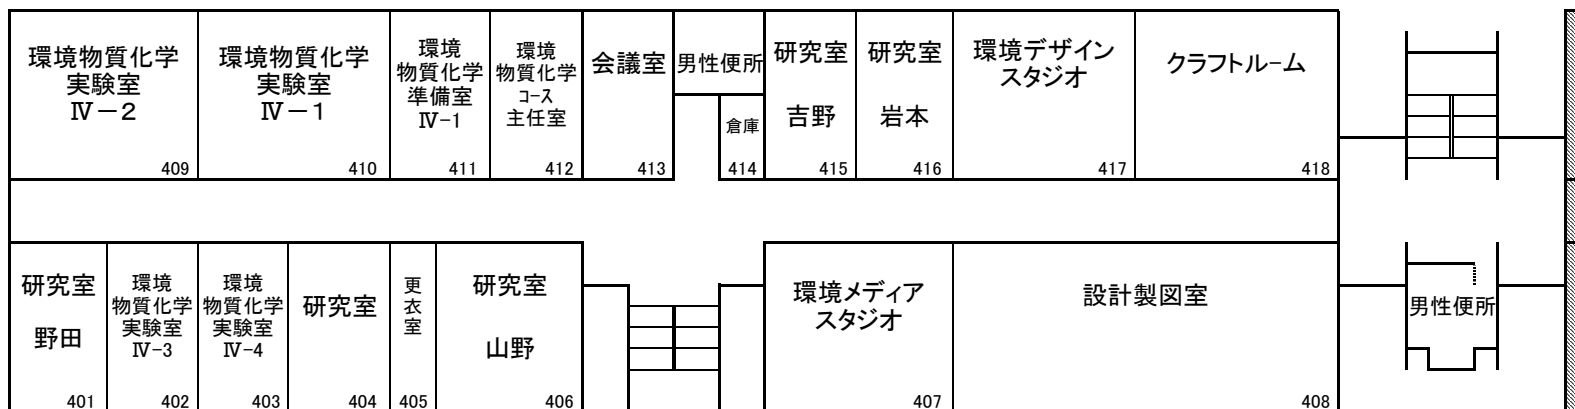 環境物質化学
実験室
Ⅳ－2
409
環境物質化学
実験室
Ⅳ－1
410
環境
物質化学
準備室
Ⅳ-1
411
環境
物質化学
コース
主任室
412
会議室
413
男性便所
倉庫
414
研究室
吉野
415
研究室
岩本
416
環境デザイン
スタジオ
417
クラフトルーム
418
研究室
野田
401
環境
物質化学
実験室
Ⅳ-3
402
環境
物質化学
実験室
Ⅳ-4
403
研究室
404
更
衣
室
405
研究室
山野
406
環境メディア
スタジオ
407
設計製図室
408
男性便所